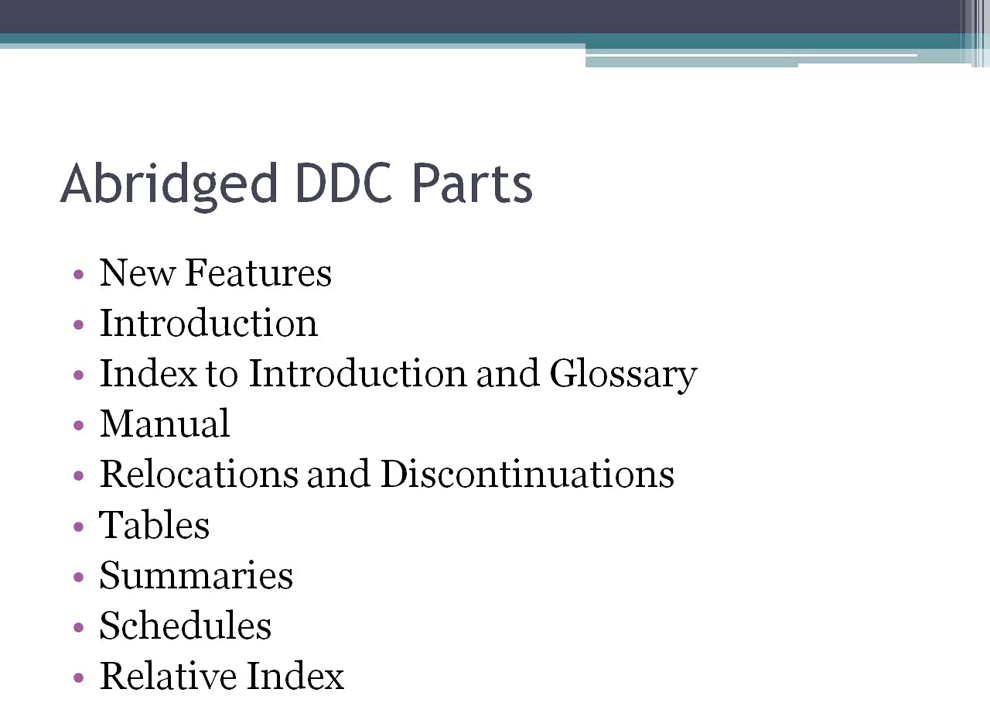 Abridged DDC Parts
• New Features
• Introduction
• Index to Introduction and Glossary
• Manual
• Relocations and Discontinuations
• Tables
• Summaries
• Schedules
• Relative Index